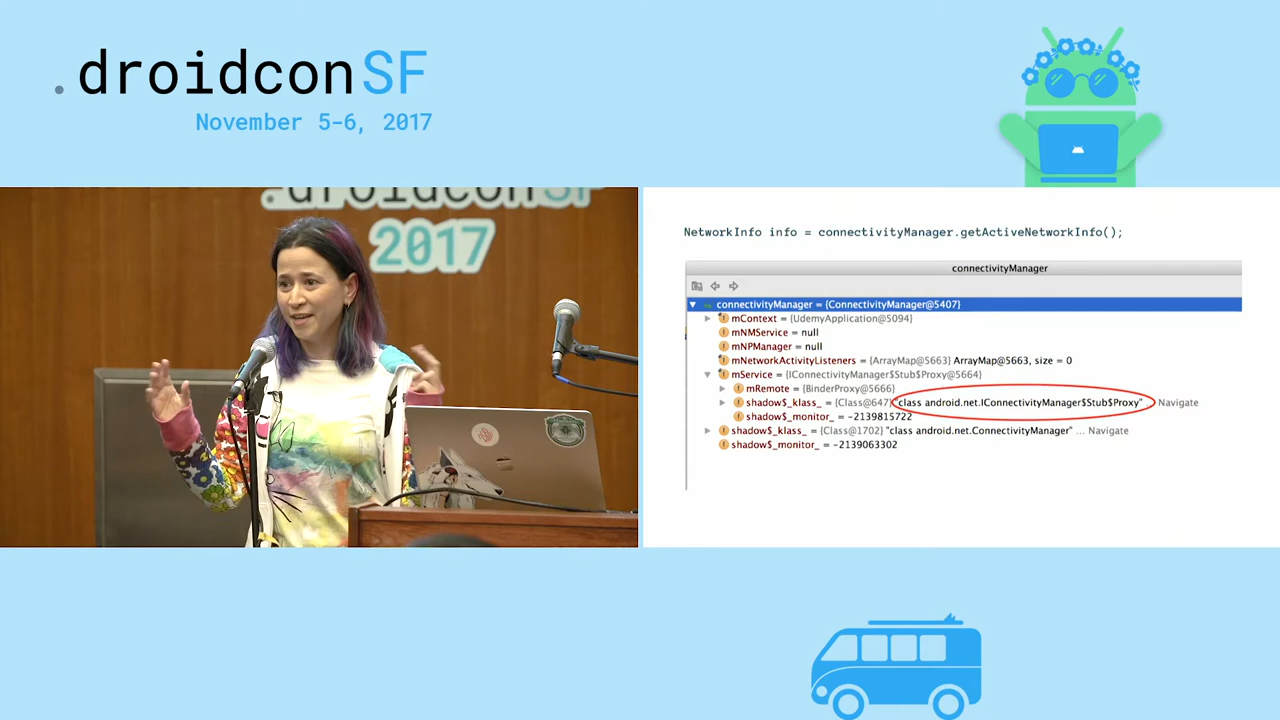 .droidconSF
November 5-6, 2017
.droidconSF
2017
NetworkInfo info = connectivityManager.getActiveNetworkInfo();
connectivityManager
connectivityManager = {ConnectivityManager@5407}
mContext = {UdemyApplication@5094}
mNMService = null
mNPManager = null
mNetworkActivityListeners = {ArrayMap@5663} ArrayMap@5663, size = 0
mService = {IConnectivityManager$Stub$Proxy@5664}
mRemote = {BinderProxy@5666}
shadow$_klass_ = {Class@647} "class android.net.IConnectivityManager$Stub$Proxy" Navigate
shadow$_monitor_ = -2139815722
shadow$_klass_ = {Class@1702} "class android.net.ConnectivityManager" ... Navigate
shadow$_monitor_ = -2139063302